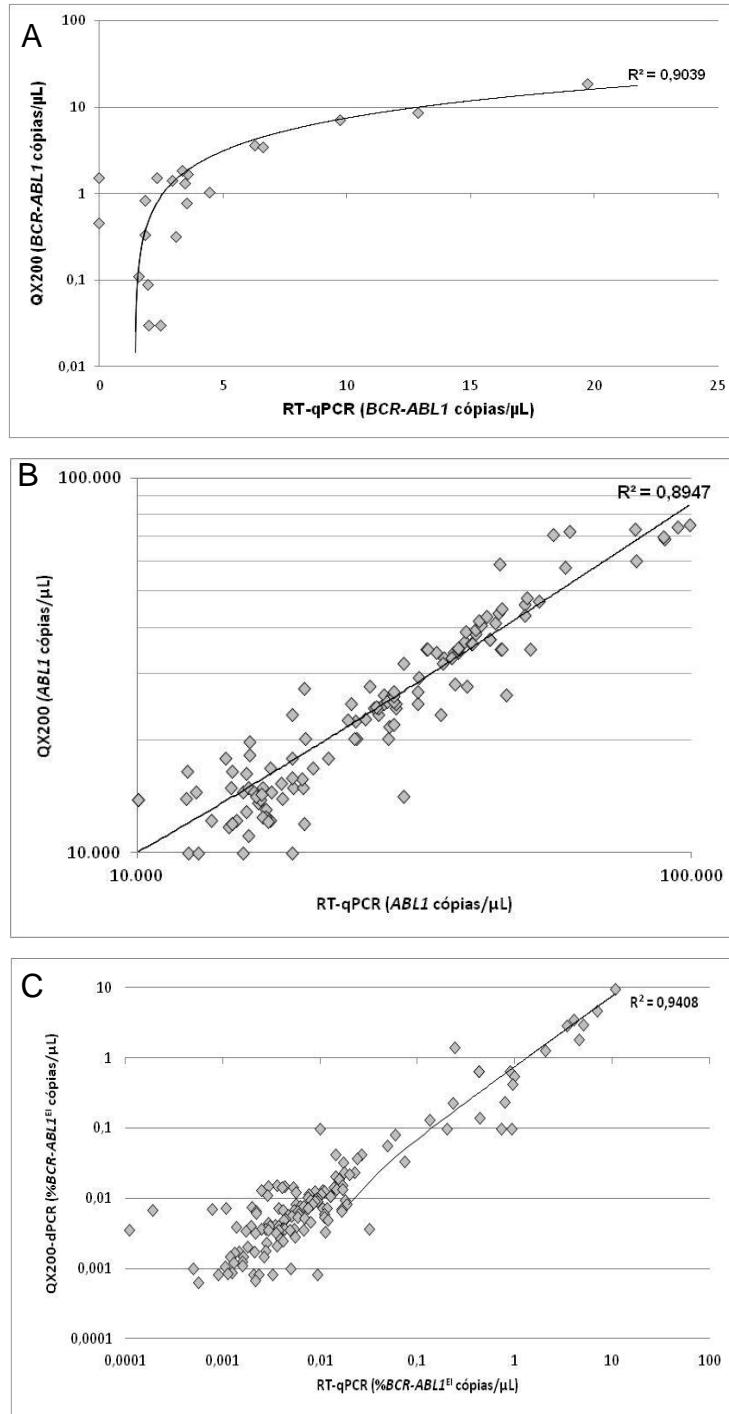 A
100
10
1
0,1
0,01
QX200 (BCR-ABL1 cópias/µL)
R² = 0,9039
0 5 10 15 20 25
RT-qPCR (BCR-ABL1 cópias/µL)
B
100.000
10.000
QX200 (ABL1 cópias/µL)
R² = 0,8947
10.000 100.000
RT-qPCR (ABL1 cópias/µL)
C
10
1
0,1
0,01
0,001
0,0001
QX200-dPCR (%BCR-ABL1ᴱᴵ cópias/µL)
R² = 0,9408
0,0001 0,001 0,01 0,1 1 10 100
RT-qPCR (%BCR-ABL1ᴱᴵ cópias/µL)